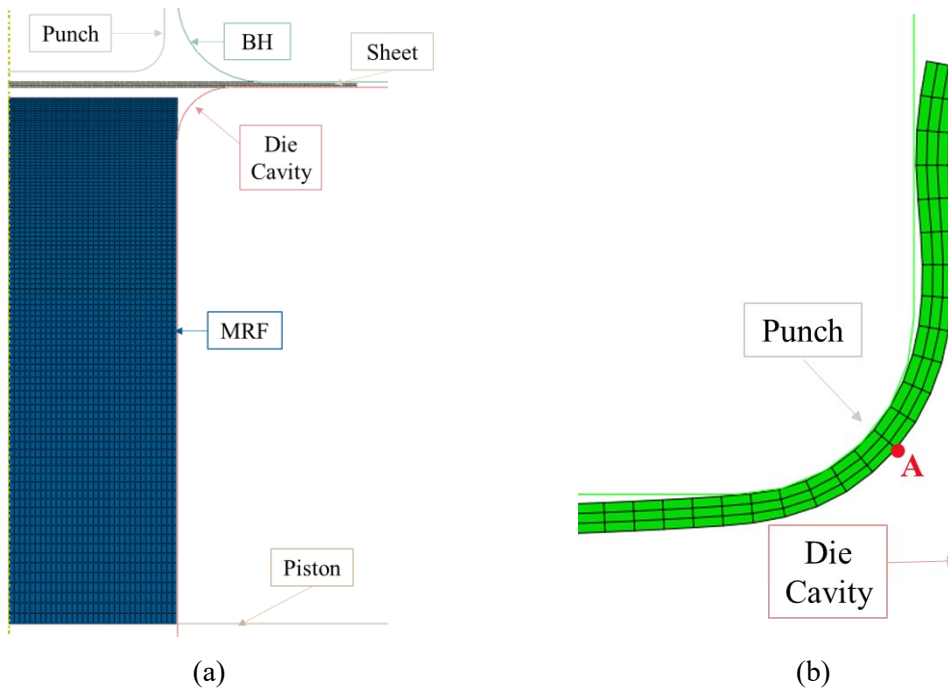 Punch
BH
Sheet
Die
Cavity
MRF
Piston
(a)
Punch
A
Die
Cavity
(b)